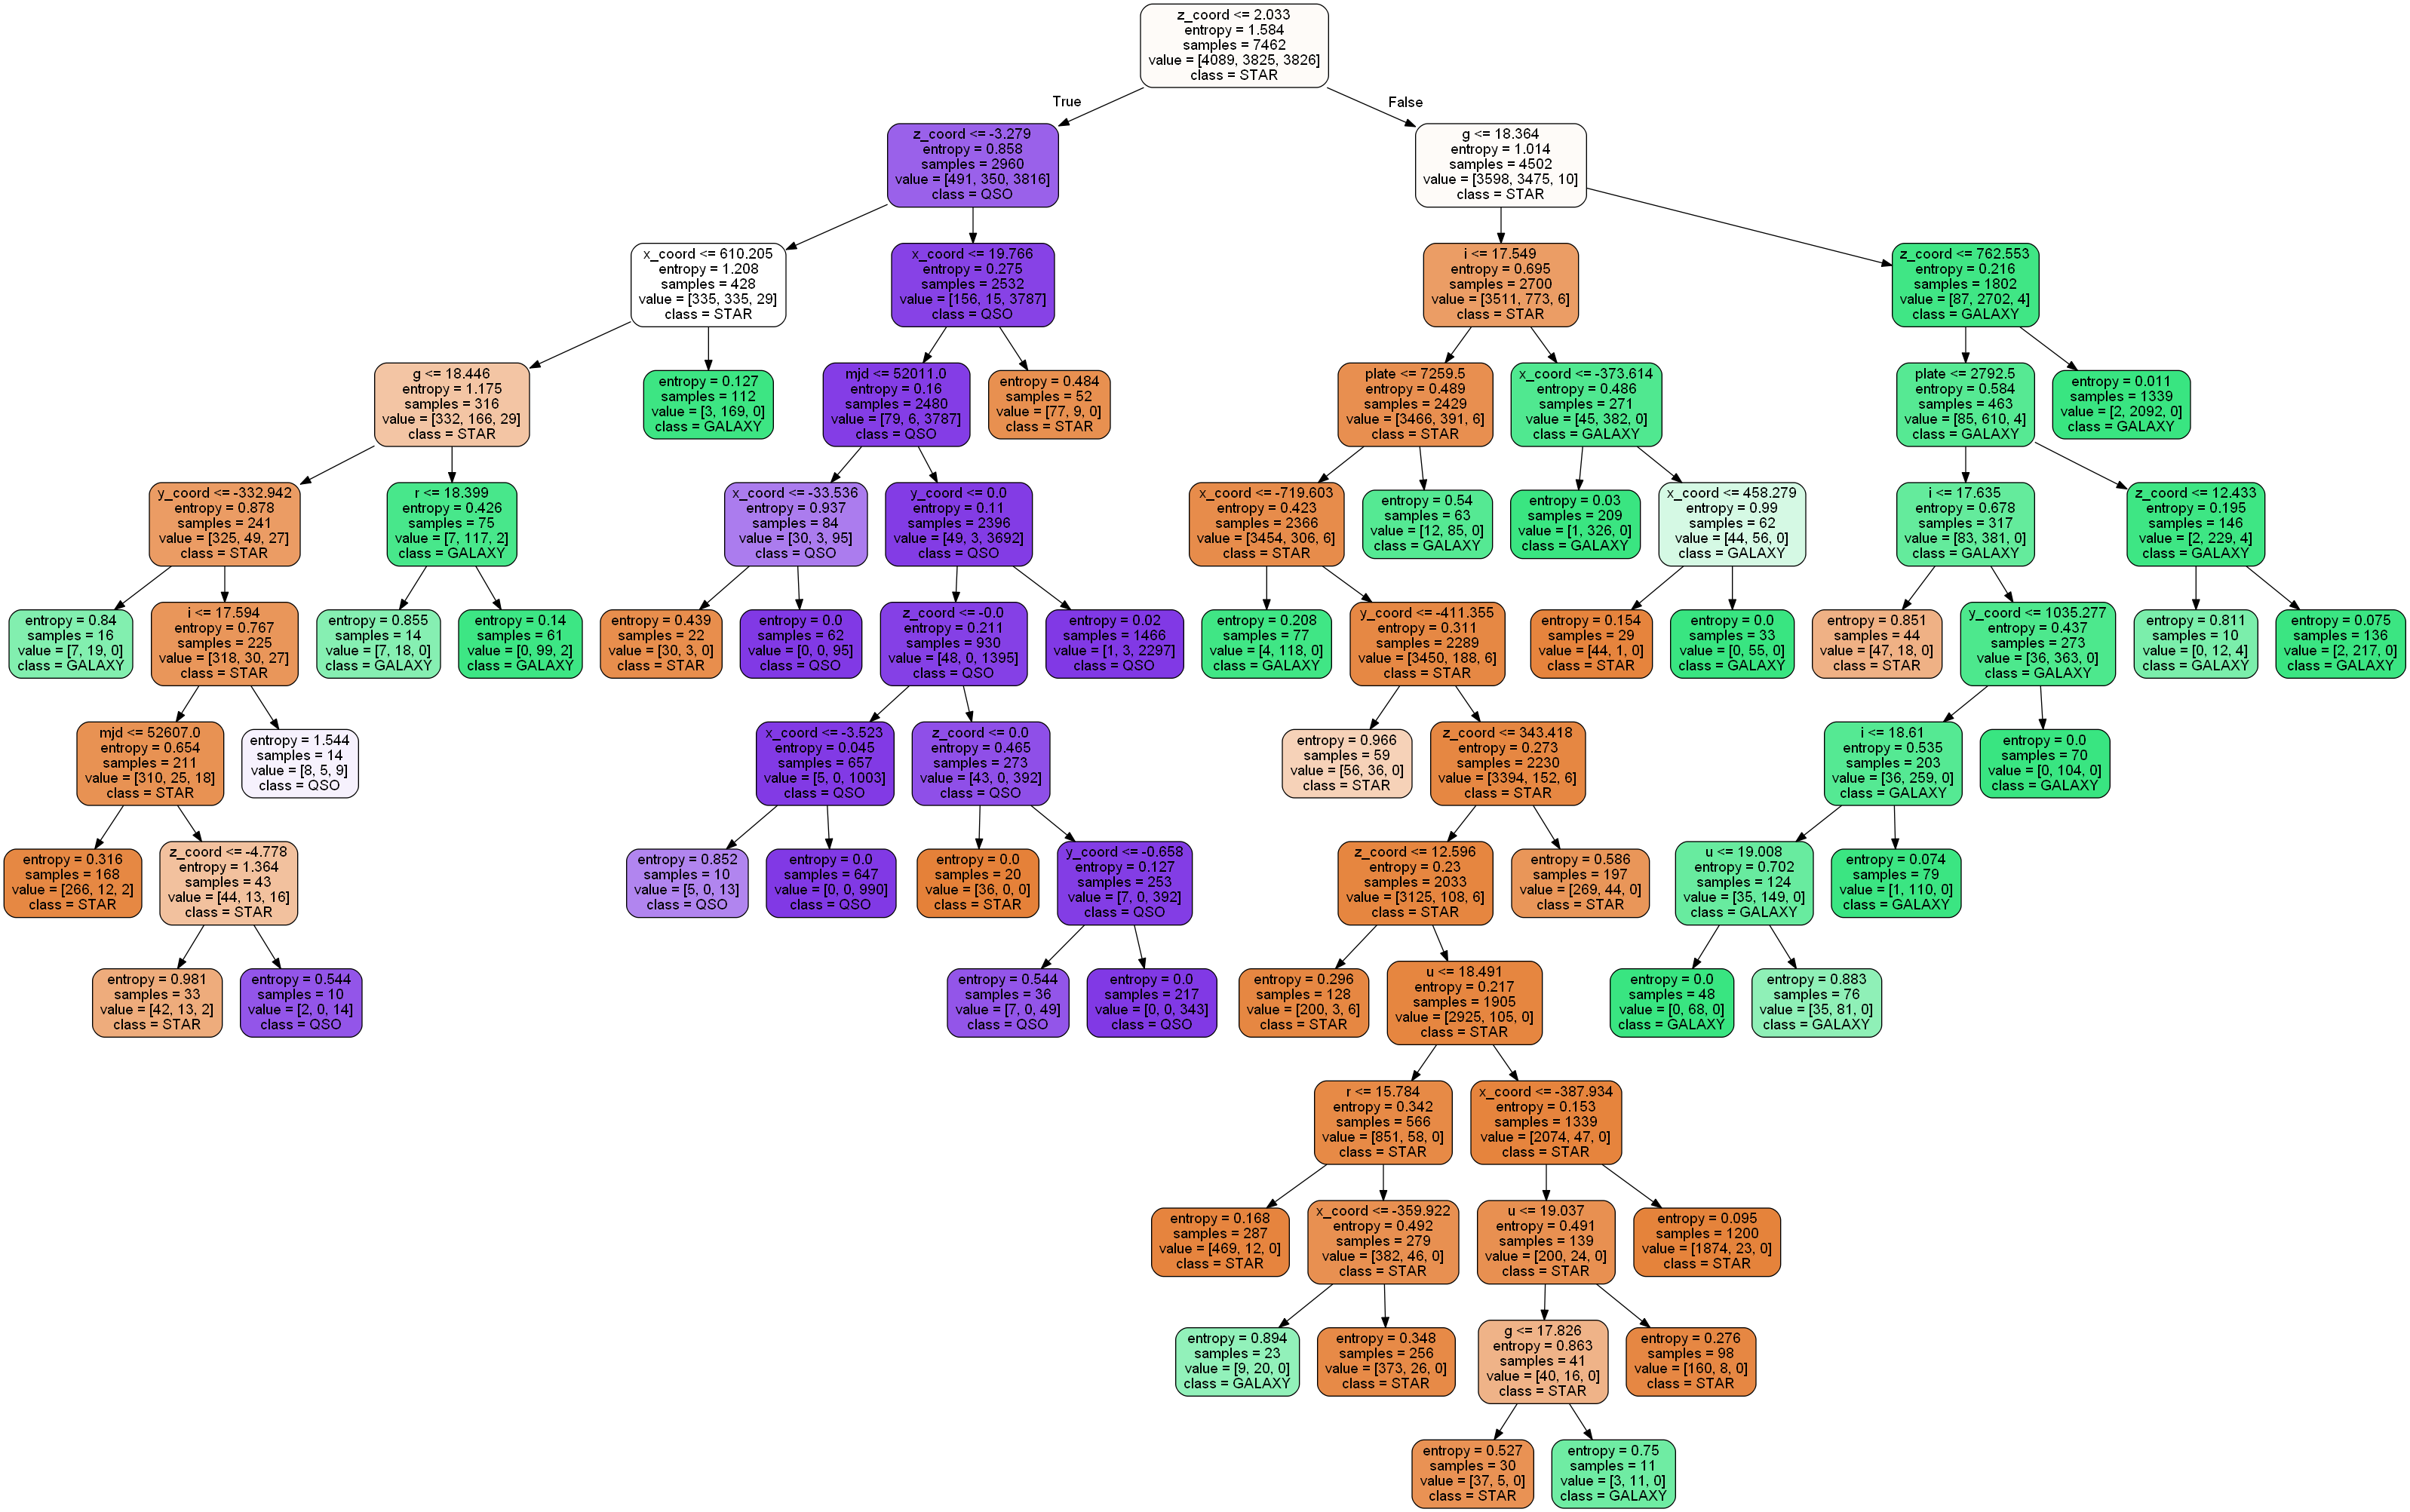 z_coord <= 2.033
entropy = 1.584
samples = 7462
value = [4089, 3825, 3826]
class = STAR
True
False
z_coord <= -3.279
entropy = 0.858
samples = 2960
value = [491, 350, 3816]
class = QSO
g <= 18.364
entropy = 1.014
samples = 4502
value = [3598, 3475, 10]
class = STAR
x_coord <= 610.205
entropy = 1.208
samples = 428
value = [335, 335, 29]
class = STAR
x_coord <= 19.766
entropy = 0.275
samples = 2532
value = [156, 15, 3787]
class = QSO
i <= 17.549
entropy = 0.695
samples = 2700
value = [3511, 773, 6]
class = STAR
z_coord <= 762.553
entropy = 0.216
samples = 1802
value = [87, 2702, 4]
class = GALAXY
g <= 18.446
entropy = 1.175
samples = 316
value = [332, 166, 29]
class = STAR
entropy = 0.127
samples = 112
value = [3, 169, 0]
class = GALAXY
mjd <= 52011.0
entropy = 0.16
samples = 2480
value = [79, 6, 3787]
class = QSO
entropy = 0.484
samples = 52
value = [77, 9, 0]
class = STAR
plate <= 7259.5
entropy = 0.489
samples = 2429
value = [3466, 391, 6]
class = STAR
x_coord <= -373.614
entropy = 0.486
samples = 271
value = [45, 382, 0]
class = GALAXY
plate <= 2792.5
entropy = 0.584
samples = 463
value = [85, 610, 4]
class = GALAXY
entropy = 0.011
samples = 1339
value = [2, 2092, 0]
class = GALAXY
y_coord <= -332.942
entropy = 0.878
samples = 241
value = [325, 49, 27]
class = STAR
r <= 18.399
entropy = 0.426
samples = 75
value = [7, 117, 2]
class = GALAXY
x_coord <= -33.536
entropy = 0.937
samples = 84
value = [30, 3, 95]
class = QSO
y_coord <= 0.0
entropy = 0.11
samples = 2396
value = [49, 3, 3692]
class = QSO
x_coord <= -719.603
entropy = 0.423
samples = 2366
value = [3454, 306, 6]
class = STAR
entropy = 0.54
samples = 63
value = [12, 85, 0]
class = GALAXY
entropy = 0.03
samples = 209
value = [1, 326, 0]
class = GALAXY
x_coord <= 458.279
entropy = 0.99
samples = 62
value = [44, 56, 0]
class = GALAXY
i <= 17.635
entropy = 0.678
samples = 317
value = [83, 381, 0]
class = GALAXY
z_coord <= 12.433
entropy = 0.195
samples = 146
value = [2, 229, 4]
class = GALAXY
entropy = 0.84
samples = 16
value = [7, 19, 0]
class = GALAXY
i <= 17.594
entropy = 0.767
samples = 225
value = [318, 30, 27]
class = STAR
entropy = 0.855
samples = 14
value = [7, 18, 0]
class = GALAXY
entropy = 0.14
samples = 61
value = [0, 99, 2]
class = GALAXY
entropy = 0.439
samples = 22
value = [30, 3, 0]
class = STAR
entropy = 0.0
samples = 62
value = [0, 0, 95]
class = QSO
z_coord <= -0.0
entropy = 0.211
samples = 930
value = [48, 0, 1395]
class = QSO
entropy = 0.02
samples = 1466
value = [1, 3, 2297]
class = QSO
entropy = 0.208
samples = 77
value = [4, 118, 0]
class = GALAXY
y_coord <= -411.355
entropy = 0.311
samples = 2289
value = [3450, 188, 6]
class = STAR
entropy = 0.154
samples = 29
value = [44, 1, 0]
class = STAR
entropy = 0.0
samples = 33
value = [0, 55, 0]
class = GALAXY
entropy = 0.851
samples = 44
value = [47, 18, 0]
class = STAR
y_coord <= 1035.277
entropy = 0.437
samples = 273
value = [36, 363, 0]
class = GALAXY
entropy = 0.811
samples = 10
value = [0, 12, 4]
class = GALAXY
entropy = 0.075
samples = 136
value = [2, 217, 0]
class = GALAXY
mjd <= 52607.0
entropy = 0.654
samples = 211
value = [310, 25, 18]
class = STAR
entropy = 1.544
samples = 14
value = [8, 5, 9]
class = QSO
x_coord <= -3.523
entropy = 0.045
samples = 657
value = [5, 0, 1003]
class = QSO
z_coord <= 0.0
entropy = 0.465
samples = 273
value = [43, 0, 392]
class = QSO
entropy = 0.966
samples = 59
value = [56, 36, 0]
class = STAR
z_coord <= 343.418
entropy = 0.273
samples = 2230
value = [3394, 152, 6]
class = STAR
i <= 18.61
entropy = 0.535
samples = 203
value = [36, 259, 0]
class = GALAXY
entropy = 0.0
samples = 70
value = [0, 104, 0]
class = GALAXY
entropy = 0.316
samples = 168
value = [266, 12, 2]
class = STAR
z_coord <= -4.778
entropy = 1.364
samples = 43
value = [44, 13, 16]
class = STAR
entropy = 0.852
samples = 10
value = [5, 0, 13]
class = QSO
entropy = 0.0
samples = 647
value = [0, 0, 990]
class = QSO
entropy = 0.0
samples = 20
value = [36, 0, 0]
class = STAR
y_coord <= -0.658
entropy = 0.127
samples = 253
value = [7, 0, 392]
class = QSO
z_coord <= 12.596
entropy = 0.23
samples = 2033
value = [3125, 108, 6]
class = STAR
entropy = 0.586
samples = 197
value = [269, 44, 0]
class = STAR
u <= 19.008
entropy = 0.702
samples = 124
value = [35, 149, 0]
class = GALAXY
entropy = 0.074
samples = 79
value = [1, 110, 0]
class = GALAXY
entropy = 0.981
samples = 33
value = [42, 13, 2]
class = STAR
entropy = 0.544
samples = 10
value = [2, 0, 14]
class = QSO
entropy = 0.544
samples = 36
value = [7, 0, 49]
class = QSO
entropy = 0.0
samples = 217
value = [0, 0, 343]
class = QSO
entropy = 0.296
samples = 128
value = [200, 3, 6]
class = STAR
u <= 18.491
entropy = 0.217
samples = 1905
value = [2925, 105, 0]
class = STAR
entropy = 0.0
samples = 48
value = [0, 68, 0]
class = GALAXY
entropy = 0.883
samples = 76
value = [35, 81, 0]
class = GALAXY
r <= 15.784
entropy = 0.342
samples = 566
value = [851, 58, 0]
class = STAR
x_coord <= -387.934
entropy = 0.153
samples = 1339
value = [2074, 47, 0]
class = STAR
entropy = 0.168
samples = 287
value = [469, 12, 0]
class = STAR
x_coord <= -359.922
entropy = 0.492
samples = 279
value = [382, 46, 0]
class = STAR
u <= 19.037
entropy = 0.491
samples = 139
value = [200, 24, 0]
class = STAR
entropy = 0.095
samples = 1200
value = [1874, 23, 0]
class = STAR
entropy = 0.894
samples = 23
value = [9, 20, 0]
class = GALAXY
entropy = 0.348
samples = 256
value = [373, 26, 0]
class = STAR
g <= 17.826
entropy = 0.863
samples = 41
value = [40, 16, 0]
class = STAR
entropy = 0.276
samples = 98
value = [160, 8, 0]
class = STAR
entropy = 0.527
samples = 30
value = [37, 5, 0]
class = STAR
entropy = 0.75
samples = 11
value = [3, 11, 0]
class = GALAXY